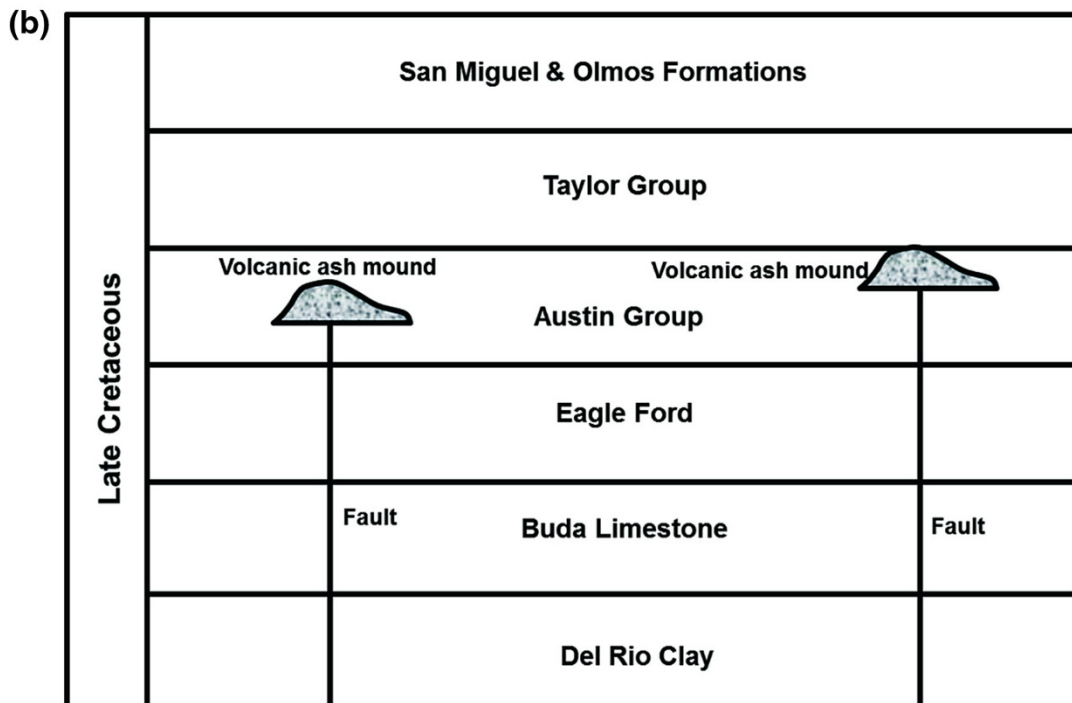 (b)
Late Cretaceous
San Miguel & Olmos Formations
Taylor Group
Volcanic ash mound
Volcanic ash mound
Austin Group
Eagle Ford
Fault
Buda Limestone
Fault
Del Rio Clay